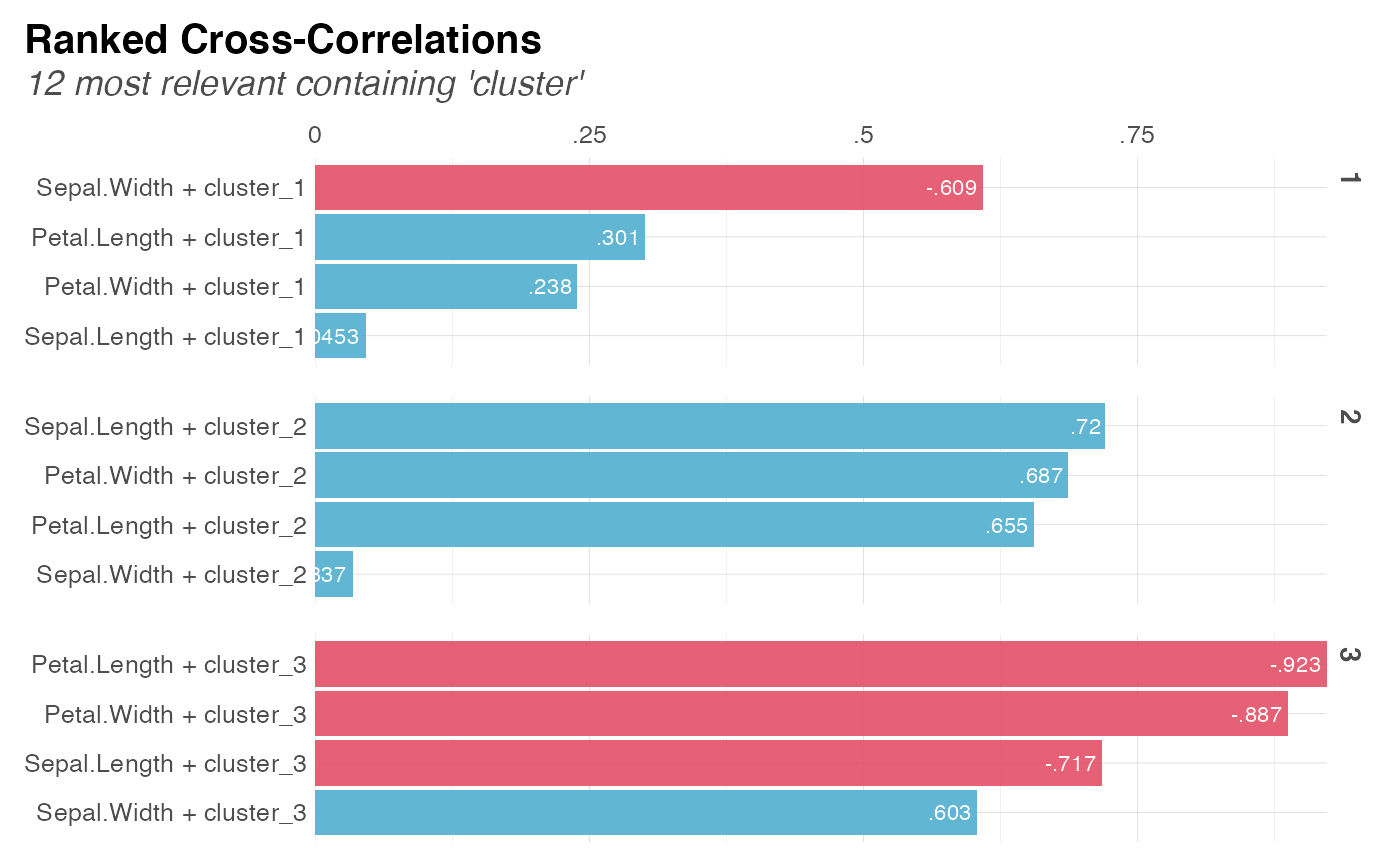 Ranked Cross-Correlations
12 most relevant containing 'cluster'
0 .25 .5 .75
1
Sepal.Width + cluster_1 -.609
Petal.Length + cluster_1 .301
Petal.Width + cluster_1 .238
Sepal.Length + cluster_1 0453
2
Sepal.Length + cluster_2 .72
Petal.Width + cluster_2 .687
Petal.Length + cluster_2 .655
Sepal.Width + cluster_2 337
3
Petal.Length + cluster_3 -.923
Petal.Width + cluster_3 -.887
Sepal.Length + cluster_3 -.717
Sepal.Width + cluster_3 .603